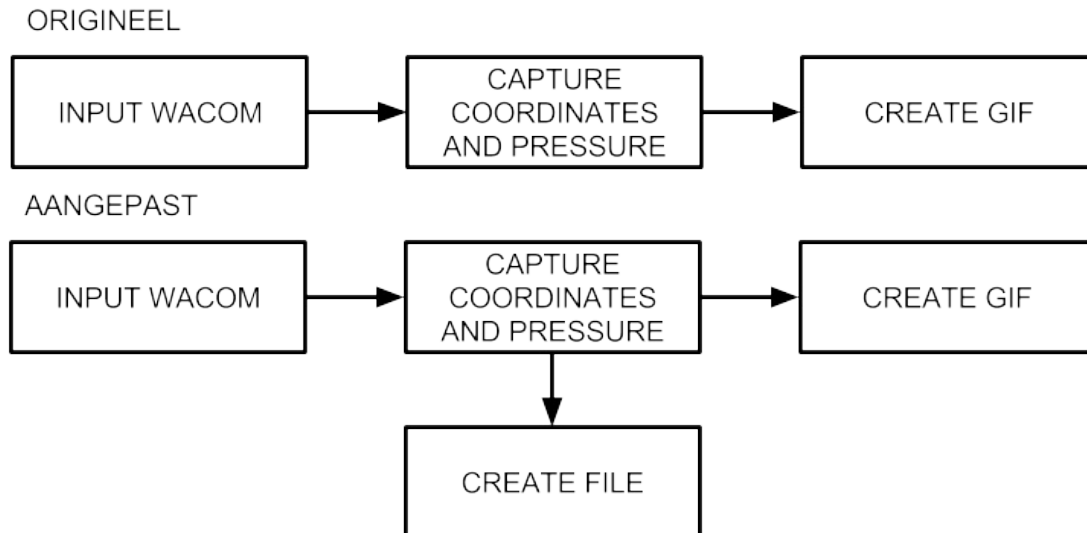 ORIGINEEL
INPUT WACOM
CAPTURE
COORDINATES
AND PRESSURE
CREATE GIF
AANGEPAST
INPUT WACOM
CAPTURE
COORDINATES
AND PRESSURE
CREATE GIF
CREATE FILE